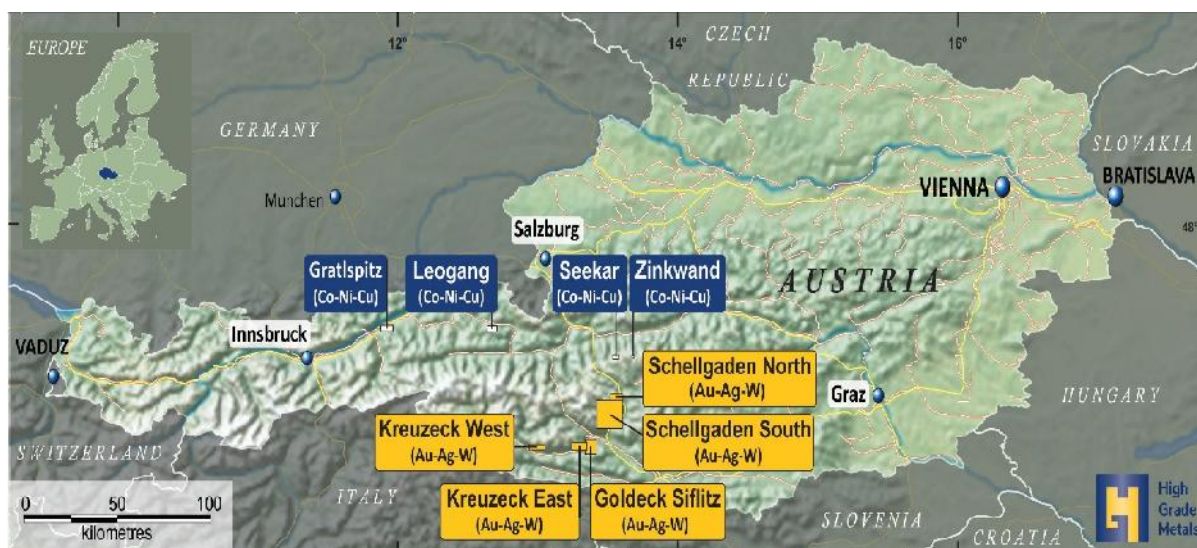 EUROPE
12°
14°
16°
CZECH
REPUBLIC
GERMANY
SLOVAKIA
Munchen
VIENNA
BRATISLAVA
48°
Salzburg
Gratlspitz
(Co-Ni-Cu)
Leogang
(Co-Ni-Cu)
Seekar
(Co-Ni-Cu)
Zinkwand
(Co-Ni-Cu)
AUSTRIA
Innsbruck
VADUZ
Schellgaden North
(Au-Ag-W)
Graz
HUNGARY
Kreuzeck West
(Au-Ag-W)
Schellgaden South
(Au-Ag-W)
SWITZERLAND
ITALY
Kreuzeck East
(Au-Ag-W)
Goldeck Siflitz
(Au-Ag-W)
0 50 100
kilometres
SLOVENIA
CROATIA
High
Grade
Metals